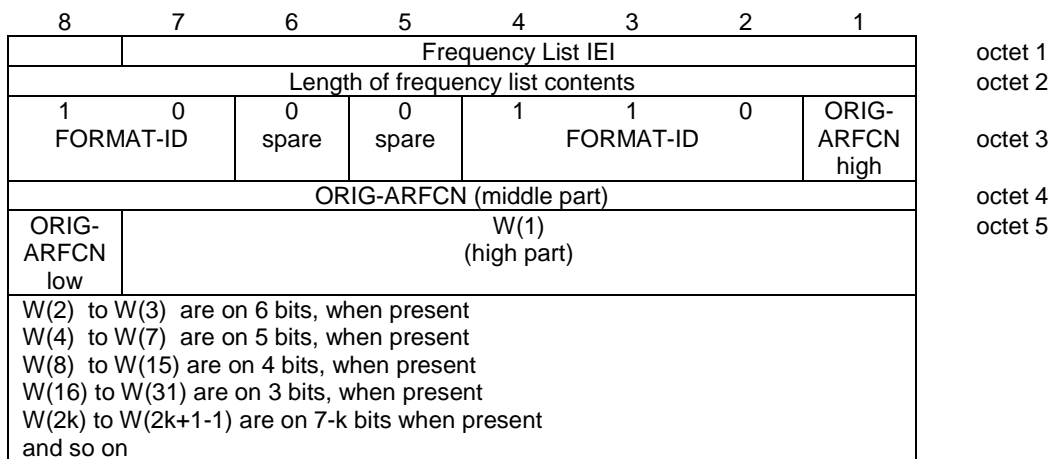 8 7 6 5 4 3 2 1
Frequency List IEI octet 1
Length of frequency list contents octet 2
1 0 0 0 1 1 0 ORIG-
FORMAT-ID spare spare FORMAT-ID ARFCN octet 3
high
ORIG-ARFCN (middle part) octet 4
ORIG- W(1) octet 5
ARFCN (high part)
low
W(2) to W(3) are on 6 bits, when present
W(4) to W(7) are on 5 bits, when present
W(8) to W(15) are on 4 bits, when present
W(16) to W(31) are on 3 bits, when present
W(2k) to W(2k+1-1) are on 7-k bits when present
and so on